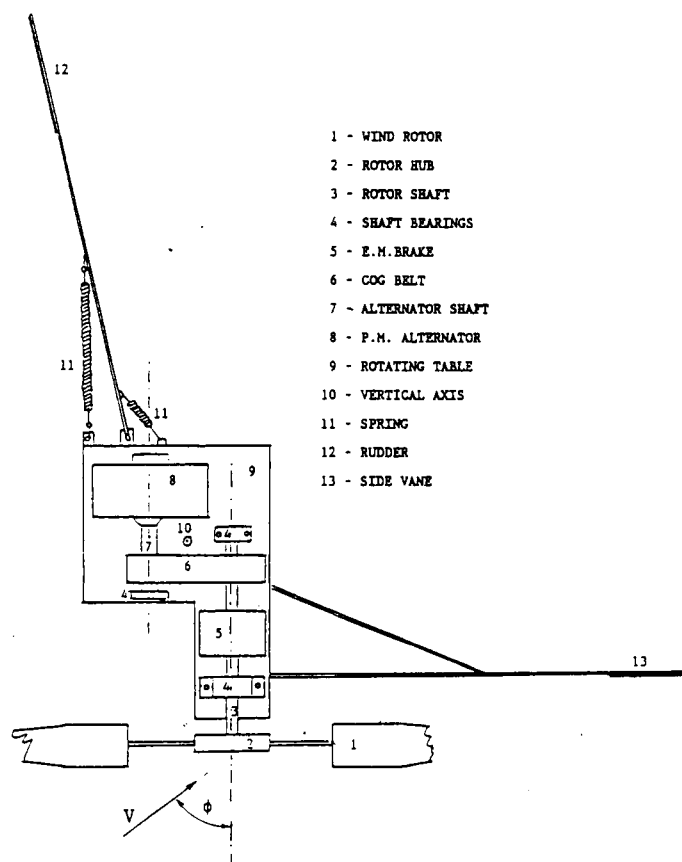 12
1 - WIND ROTOR
2 - ROTOR HUB
3 - ROTOR SHAFT
4 - SHAFT BEARINGS
5 - E.M.BRAKE
6 - COG BELT
7 - ALTERNATOR SHAFT
8 - P.M. ALTERNATOR
9 - ROTATING TABLE
10 - VERTICAL AXIS
11 - SPRING
12 - RUDDER
13 - SIDE VANE
11
11
8
9
10
7
4
6
4
5
13
4
3
2
1
V
ϕ